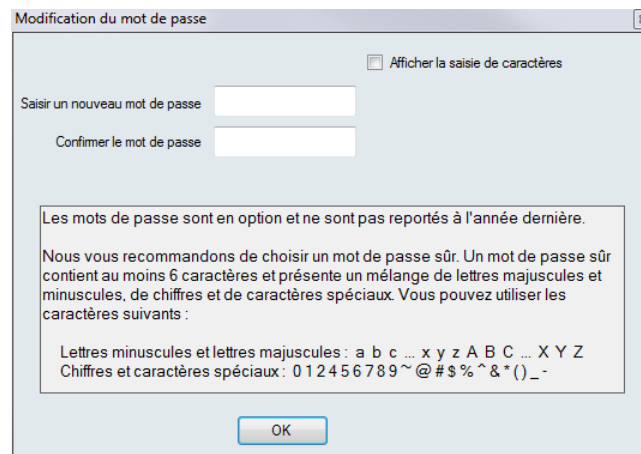 Modification du mot de passe
Afficher la saisie de caractères
Saisir un nouveau mot de passe
Confirmer le mot de passe
Les mots de passe sont en option et ne sont pas reportés à l'année dernière.
Nous vous recommandons de choisir un mot de passe sûr. Un mot de passe sûr
contient au moins 6 caractères et présente un mélange de lettres majuscules et
minuscules, de chiffres et de caractères spéciaux. Vous pouvez utiliser les
caractères suivants :
Lettres minuscules et lettres majuscules : a b c ... x y z A B C ... X Y Z
Chiffres et caractères spéciaux : 0 1 2 4 5 6 7 8 9 ~ @ # $ % ^ & * ( ) _ -
OK